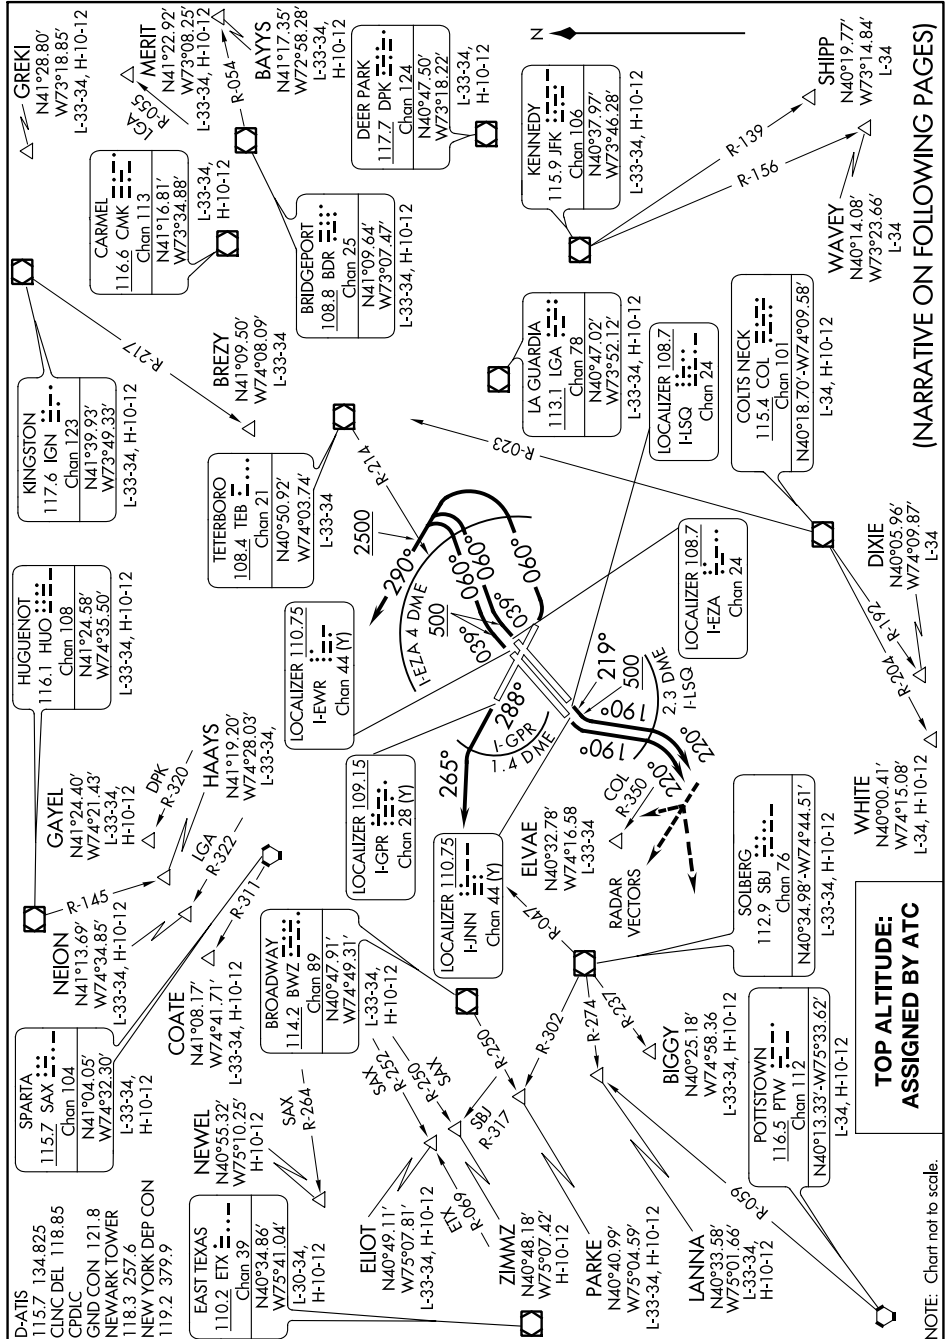 D-ATIS
115.7 134.825
CLNC DEL 118.85
CPDLC
GND CON 121.8
NEWARK TOWER
118.3 257.6
NEW YORK DEP CON
119.2 379.9
SPARTA
115.7 SAX
Chan 104
N41°04.05'
W74°32.30'
L-33-34,
H-10-12
HUGUENOT
116.1 HUO
Chan 108
N41°24.58'
W74°35.50'
L-33-34, H-10-12
KINGSTON
117.6 IGN
Chan 123
N41°39.93'
W73°49.33'
L-33-34, H-10-12
GREKI
N41°28.80'
W73°18.85'
L-33-34, H-10-12
CARMEL
116.6 CMK
Chan 113
N41°16.81'
W73°34.88'
L-33-34,
H-10-12
LGA
R-055
MERIT
N41°22.92'
W73°08.25'
L-33-34, H-10-12
R-054
BAYYS
N41°17.35'
W72°58.28'
L-33-34,
H-10-12
NEION
N41°13.69'
W74°34.85'
L-33-34, H-10-12
R-145
GAYEL
N41°24.40'
W74°21.43'
L-33-34,
H-10-12
DPK
R-320
HAAYS
N41°19.20'
W74°28.03'
L-33-34,
LGA
R-322
R-311
COATE
N41°08.17'
W74°41.71'
L-33-34, H-10-12
R-217
BREZY
N41°09.50'
W74°08.09'
L-33-34
BRIDGEPORT
108.8 BDR
Chan 25
N41°09.64'
W73°07.47'
L-33-34, H-10-12
DEER PARK
117.7 DPK
Chan 124
N40°47.50'
W73°18.22'
L-33-34,
H-10-12
EAST TEXAS
110.2 ETX
Chan 39
N40°34.86'
W75°41.04'
L-30-34,
H-10-12
NEWEL
N40°55.32'
W75°10.25'
H-10-12
SAX
R-264
BROADWAY
114.2 BWZ
Chan 89
N40°47.91'
W74°49.31'
L-33-34,
H-10-12
TETERBORO
108.4 TEB
Chan 21
N40°50.92'
W74°03.74'
L-33-34
R-214
2500
290°
I-EZA 4 DME
500
039°
060°
060°
039°
060°
LOCALIZER 110.75
I-EWR
Chan 44 (Y)
LOCALIZER 109.15
I-GPR
Chan 28 (Y)
288°
265°
I-GPR
1.4 DME
LOCALIZER 110.75
I-JNN
Chan 44 (Y)
ELIOT
N40°49.11'
W75°07.81'
L-33-34, H-10-12
SAX
R-252
SAX
R-250
R-250
ETX
R-069
SBJ
R-317
ZIMMZ
N40°48.18'
W75°07.42'
H-10-12
PARKE
N40°40.99'
W75°04.59'
L-33-34, H-10-12
R-302
LANNA
N40°33.58'
W75°01.66'
L-33-34,
H-10-12
R-274
R-237
BIGGY
N40°25.18'
W74°58.36
L-33-34, H-10-12
R-047
ELVAE
N40°32.78'
W74°16.58
L-33-34
COL
R-350
RADAR
VECTORS
219°
500
190°
190°
2.3 DME
I-LSQ
220°
220°
LA GUARDIA
113.1 LGA
Chan 78
N40°47.02'
W73°52.12'
L-33-34, H-10-12
KENNEDY
115.9 JFK
Chan 106
N40°37.97'
W73°46.28'
L-33-34, H-10-12
N
LOCALIZER 108.7
I-LSQ
Chan 24
LOCALIZER 108.7
I-EZA
Chan 24
R-023
COLTS NECK
115.4 COL
Chan 101
N40°18.70'-W74°09.58'
L-34, H-10-12
R-139
R-156
SHIPP
N40°19.77'
W73°14.84'
L-34
WAVEY
N40°14.08'
W73°23.66'
L-34
SOLBERG
112.9 SBJ
Chan 76
N40°34.98'-W74°44.51'
L-33-34, H-10-12
POTTSTOWN
116.5 PTW
Chan 112
N40°13.33'-W75°33.62'
L-34, H-10-12
R-059
R-192
R-204
DIXIE
N40°05.96'
W74°09.87'
L-34
WHITE
N40°00.41'
W74°15.08'
L-34, H-10-12
TOP ALTITUDE:
ASSIGNED BY ATC
NOTE: Chart not to scale.
(NARRATIVE ON FOLLOWING PAGES)